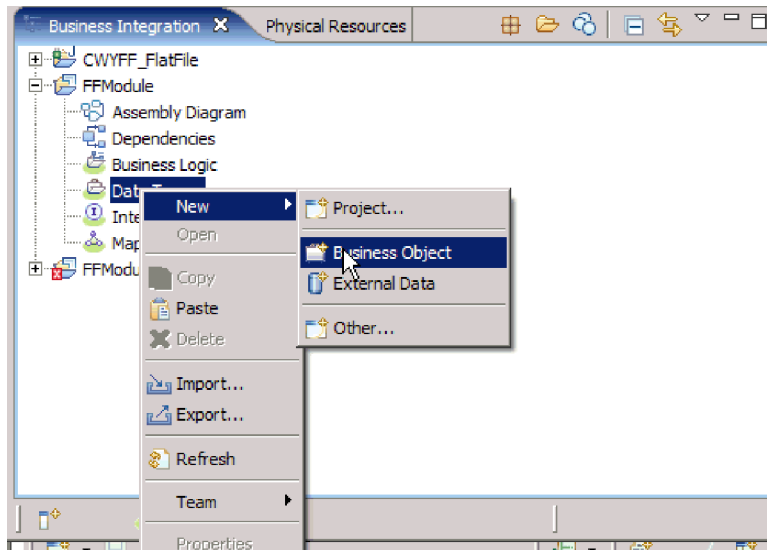 Business Integration
Physical Resources
CWYFF_FlatFile
FFModule
Assembly Diagram
Dependencies
Business Logic
New
Open
Copy
Paste
Delete
Import...
Export...
Refresh
Team
Properties
Project...
Business Object
External Data
Other...